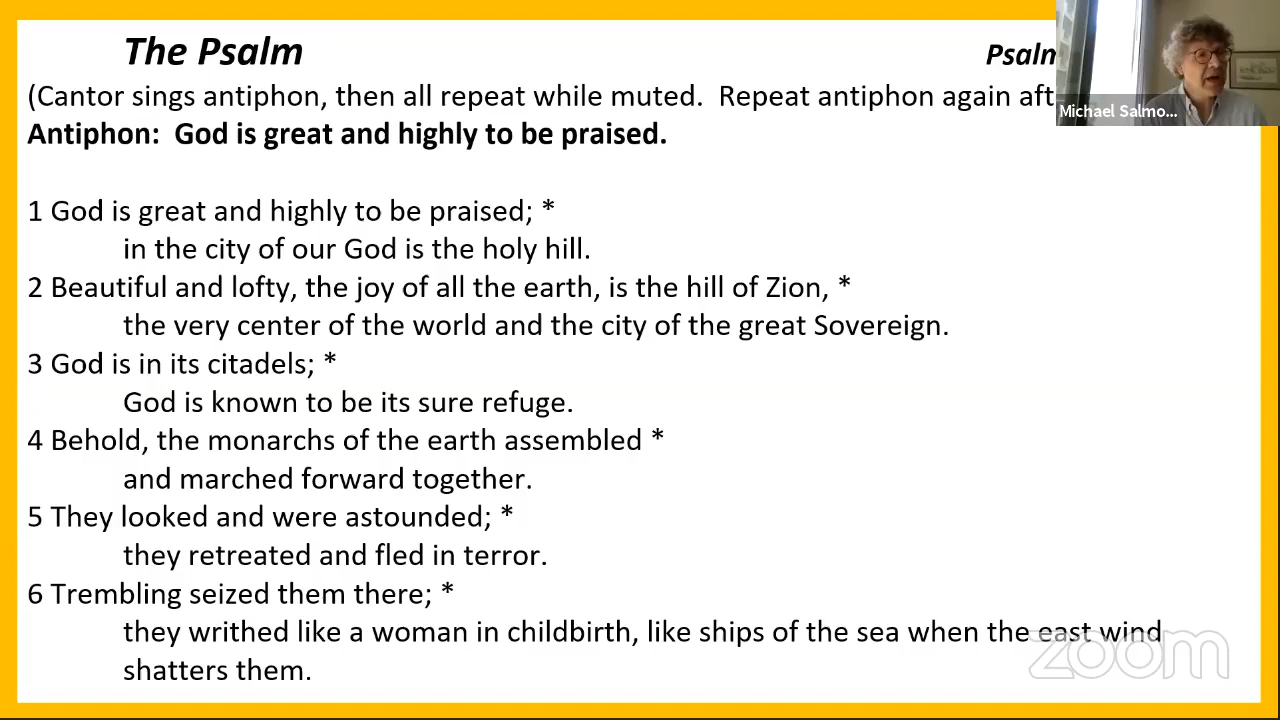 The Psalm
Psalm
(Cantor sings antiphon, then all repeat while muted.  Repeat antiphon again aft
Michael Salmo...
Antiphon:  God is great and highly to be praised.
1 God is great and highly to be praised; *
in the city of our God is the holy hill.
2 Beautiful and lofty, the joy of all the earth, is the hill of Zion, *
the very center of the world and the city of the great Sovereign.
3 God is in its citadels; *
God is known to be its sure refuge.
4 Behold, the monarchs of the earth assembled *
and marched forward together.
5 They looked and were astounded; *
they retreated and fled in terror.
6 Trembling seized them there; *
they writhed like a woman in childbirth, like ships of the sea when the east wind
shatters them.
zoom